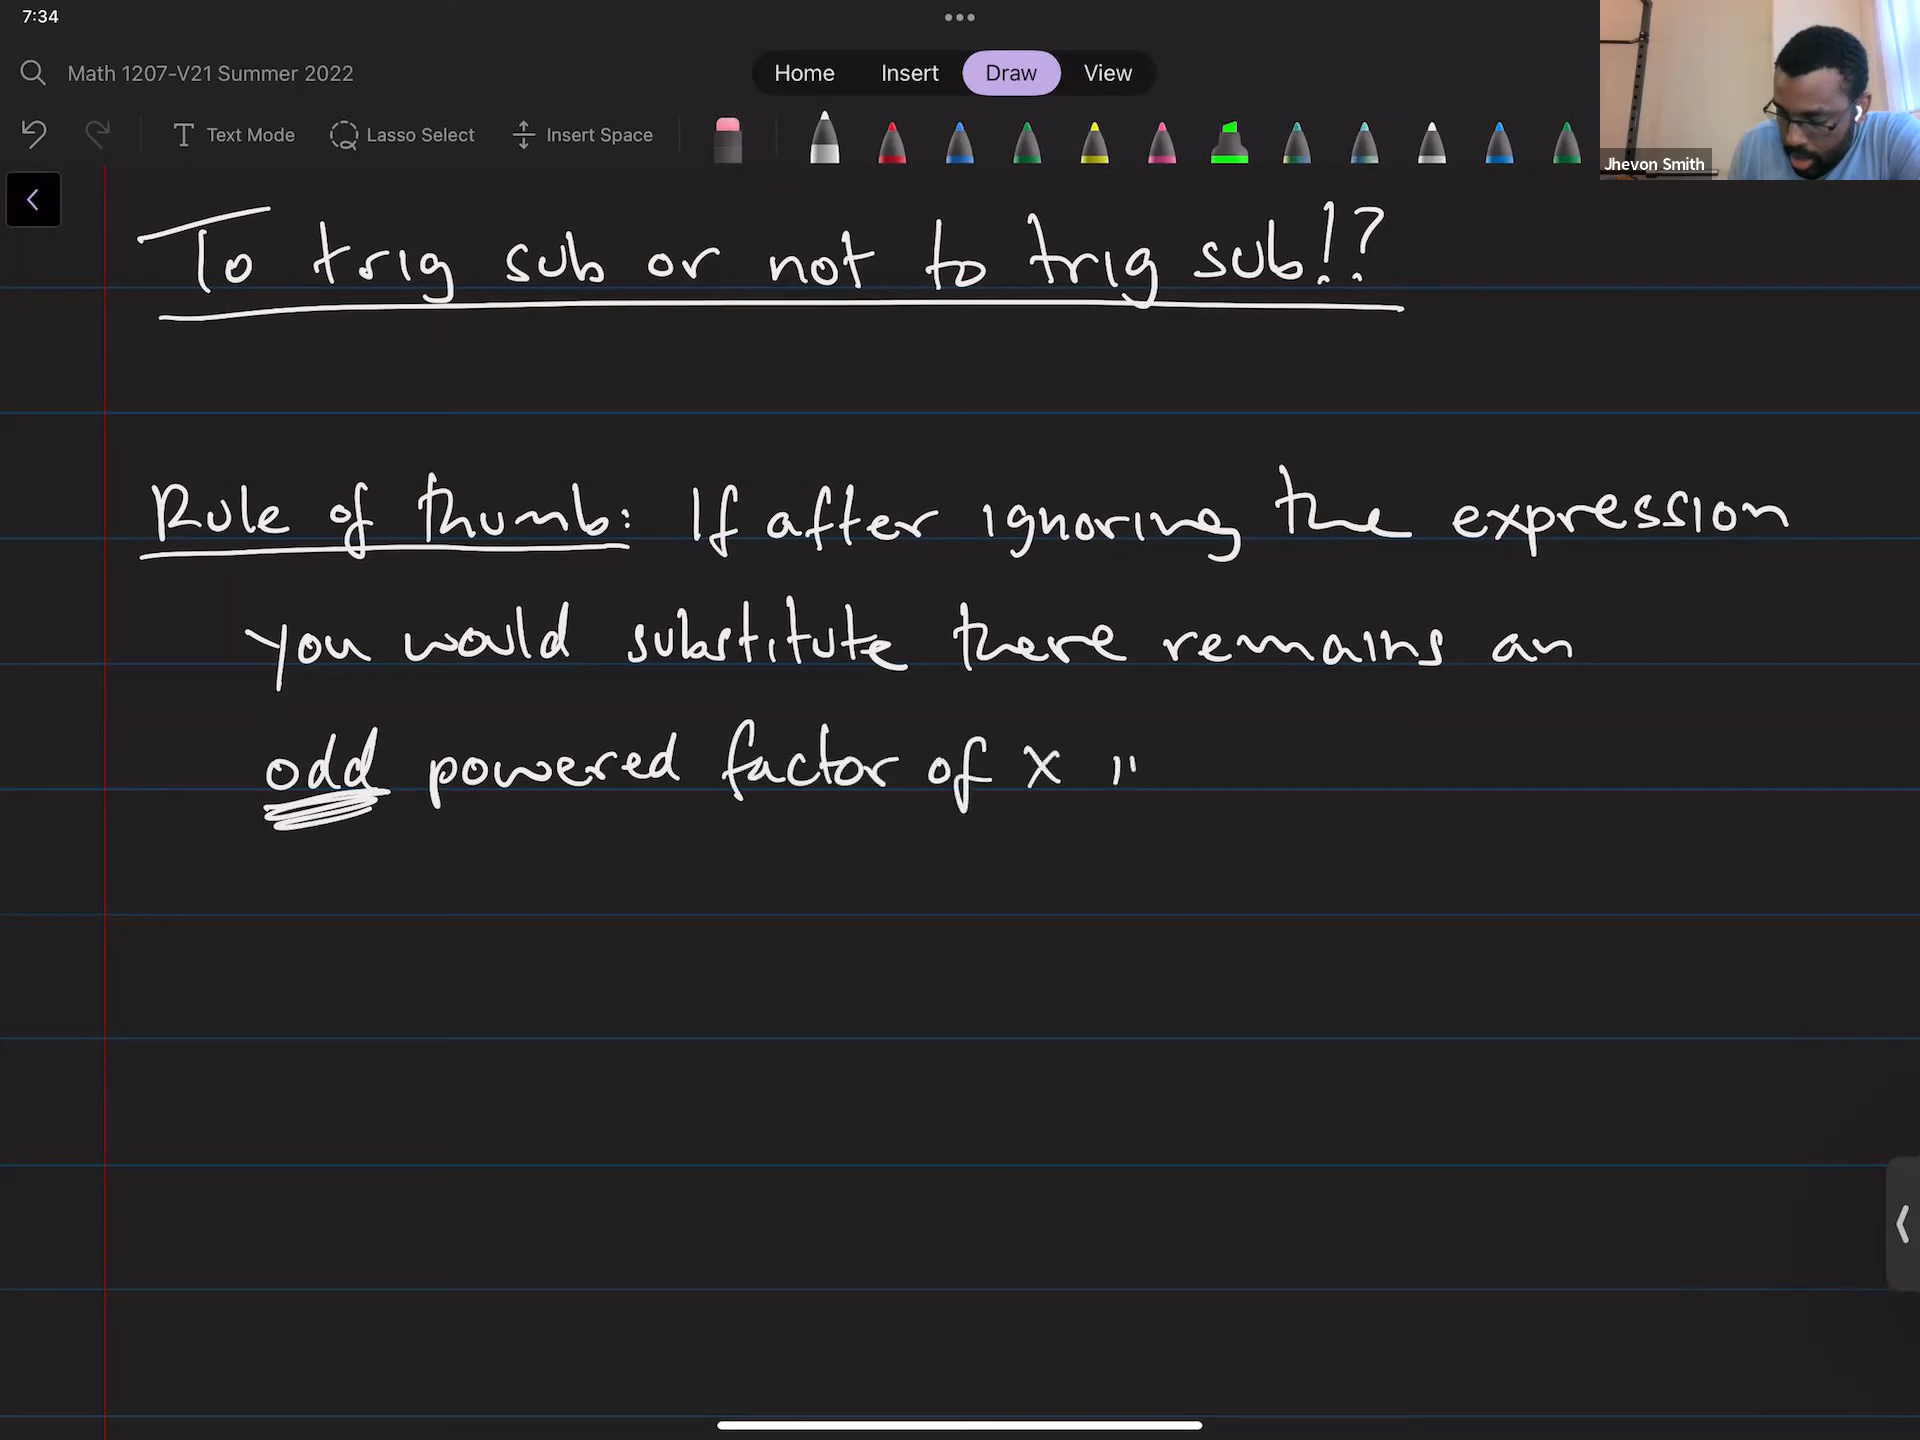 7:34
Math 1207-V21 Summer 2022
Home Insert Draw View
Text Mode Lasso Select Insert Space
Jhevon Smith
To trig sub or not to trig sub!?
Rule of thumb: If after ignoring the expression
you would substitute there remains an
odd powered factor of x "